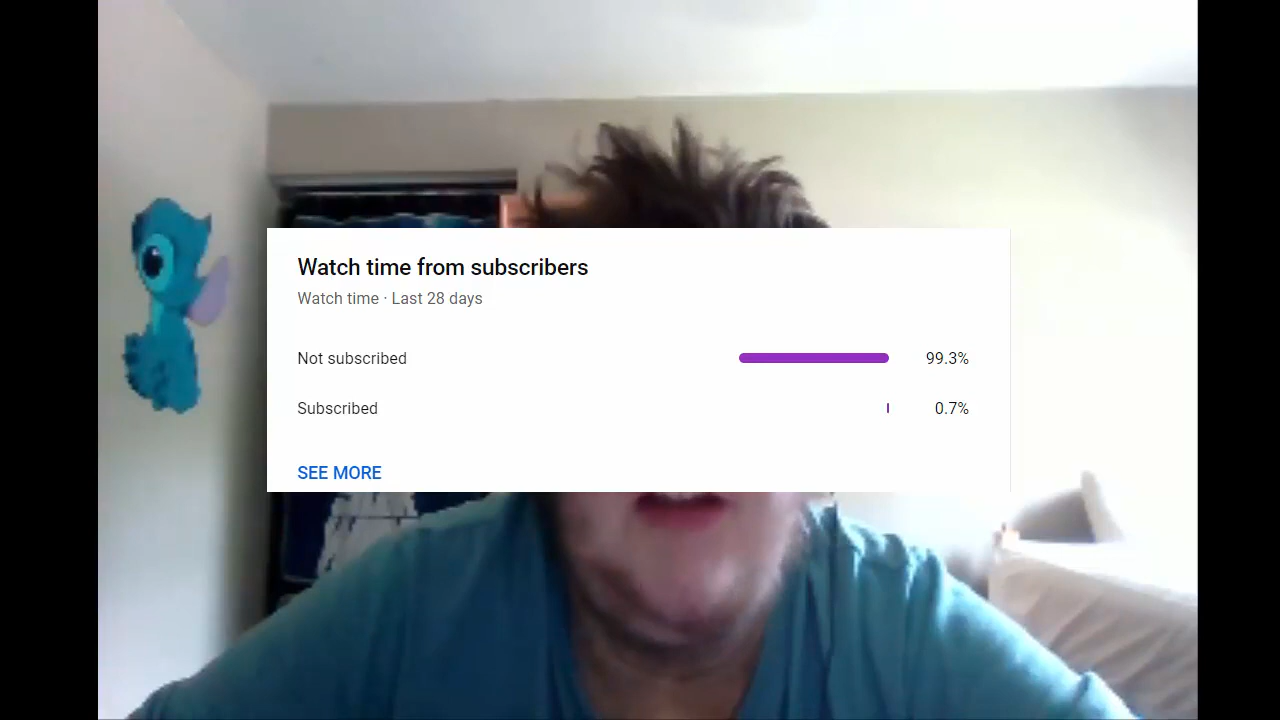 Watch time from subscribers
Watch time · Last 28 days
Not subscribed 99.3%
Subscribed 0.7%
SEE MORE